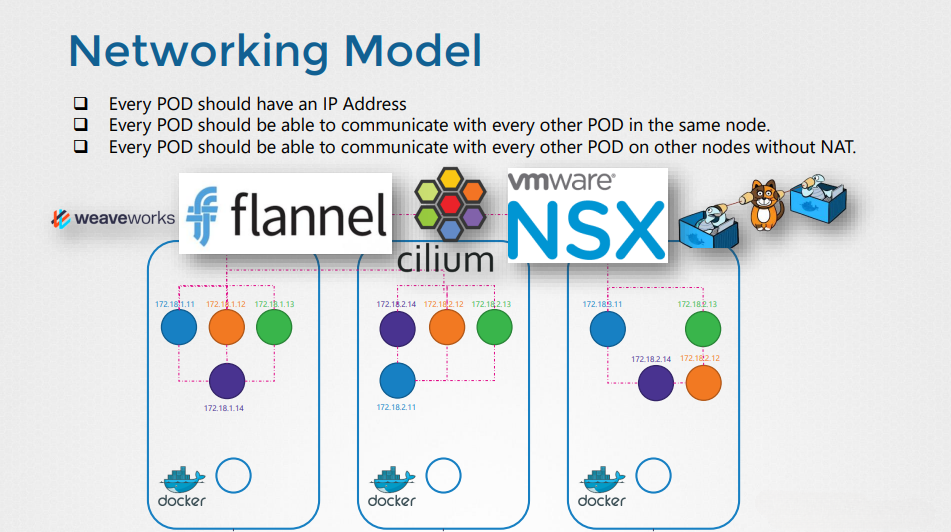 Networking Model
Every POD should have an IP Address
Every POD should be able to communicate with every other POD in the same node.
Every POD should be able to communicate with every other POD on other nodes without NAT.
weaveworks
flannel
cilium
vmware®
NSX
172.18.1.11
172.18.1.12
172.18.1.13
172.18.1.14
172.18.2.14
172.18.2.12
172.18.2.13
172.18.2.11
172.18.3.11
172.18.2.13
172.18.2.14
172.18.2.12
docker
docker
docker